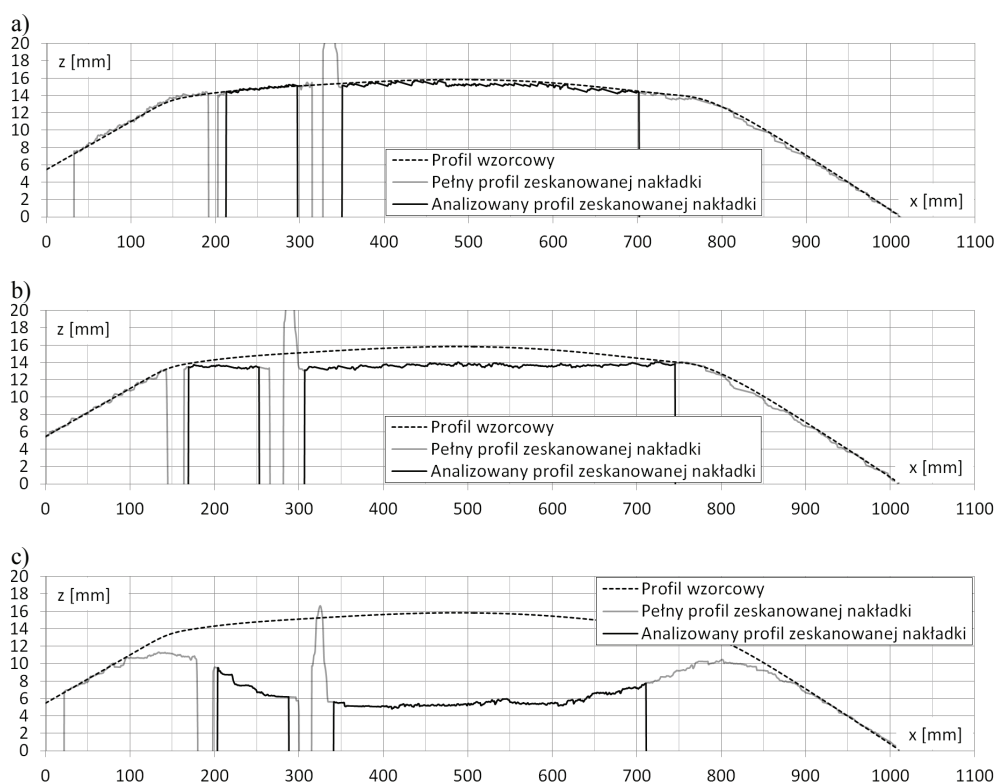 a)
20
18
16
14
12
10
8
6
4
2
0
z [mm]
Profil wzorcowy
Pełny profil zeskanowanej nakładki
Analizowany profil zeskanowanej nakładki
x [mm]
0 100 200 300 400 500 600 700 800 900 1000 1100
b)
20
18
16
14
12
10
8
6
4
2
0
z [mm]
Profil wzorcowy
Pełny profil zeskanowanej nakładki
Analizowany profil zeskanowanej nakładki
x [mm]
0 100 200 300 400 500 600 700 800 900 1000 1100
c)
20
18
16
14
12
10
8
6
4
2
0
z [mm]
Profil wzorcowy
Pełny profil zeskanowanej nakładki
Analizowany profil zeskanowanej nakładki
x [mm]
0 100 200 300 400 500 600 700 800 900 1000 1100